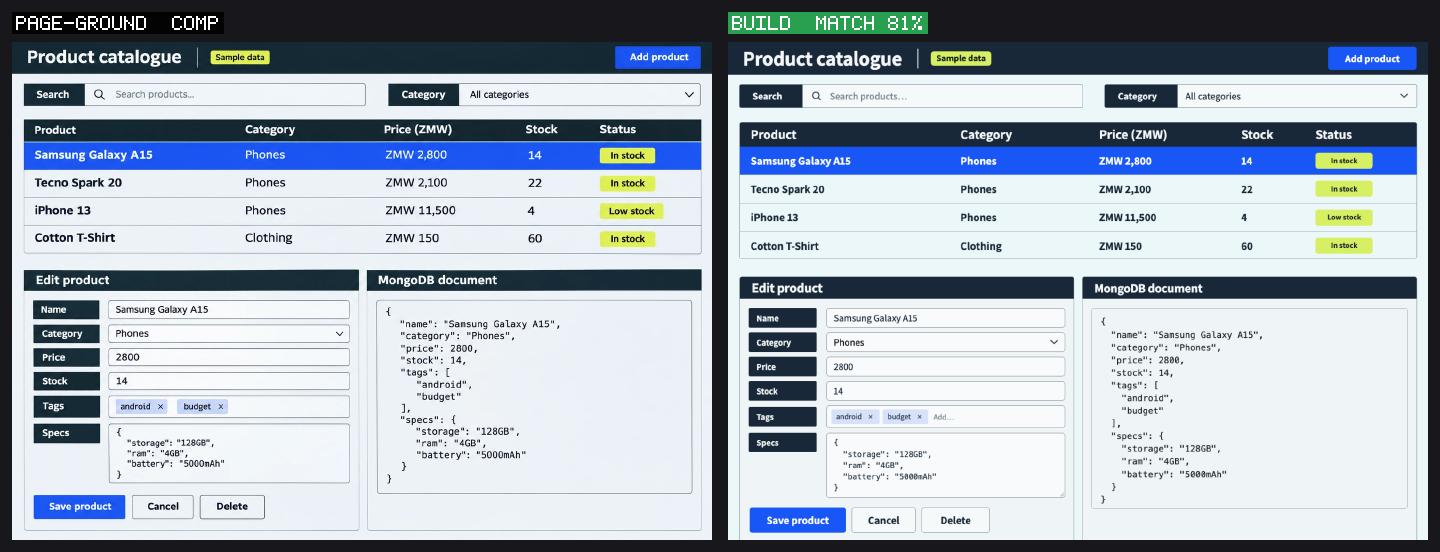 PAGE-GROUND COMP
Product catalogue
Sample data
Add product
Search
Search products...
Category
All categories
Product Category Price (ZMW) Stock Status
Samsung Galaxy A15 Phones ZMW 2,800 14 In stock
Tecno Spark 20 Phones ZMW 2,100 22 In stock
iPhone 13 Phones ZMW 11,500 4 Low stock
Cotton T-Shirt Clothing ZMW 150 60 In stock
Edit product
Name Samsung Galaxy A15
Category Phones
Price 2800
Stock 14
Tags android × budget ×
Specs {
"storage": "128GB",
"ram": "4GB",
"battery": "5000mAh"
}
Save product Cancel Delete
MongoDB document
{
"name": "Samsung Galaxy A15",
"category": "Phones",
"price": 2800,
"stock": 14,
"tags": [
"android",
"budget"
],
"specs": {
"storage": "128GB",
"ram": "4GB",
"battery": "5000mAh"
}
}
BUILD MATCH 81%
Product catalogue
Sample data
Add product
Search
Search products...
Category
All categories
Product Category Price (ZMW) Stock Status
Samsung Galaxy A15 Phones ZMW 2,800 14 In stock
Tecno Spark 20 Phones ZMW 2,100 22 In stock
iPhone 13 Phones ZMW 11,500 4 Low stock
Cotton T-Shirt Clothing ZMW 150 60 In stock
Edit product
Name Samsung Galaxy A15
Category Phones
Price 2800
Stock 14
Tags android × budget × Add...
Specs {
"storage": "128GB",
"ram": "4GB",
"battery": "5000mAh"
}
Save product Cancel Delete
MongoDB document
{
"name": "Samsung Galaxy A15",
"category": "Phones",
"price": 2800,
"stock": 14,
"tags": [
"android",
"budget"
],
"specs": {
"storage": "128GB",
"ram": "4GB",
"battery": "5000mAh"
}
}